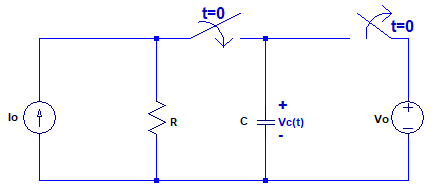 t=0
t=0
Io
R
C
+
Vc(t)
-
Vo
+
-